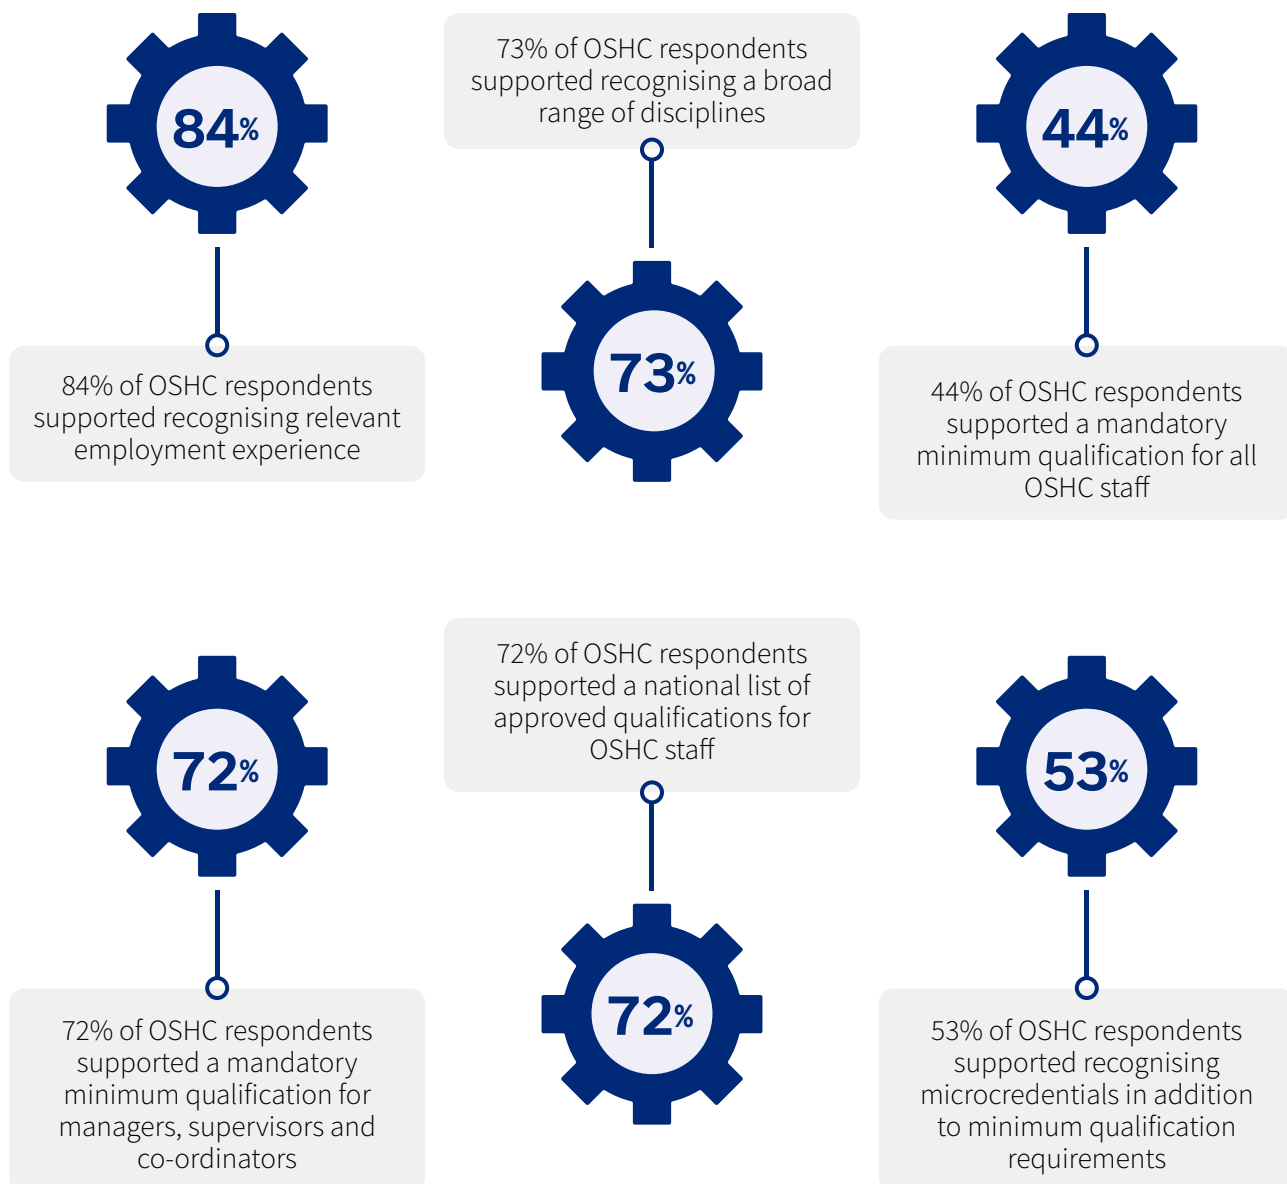 84%
84% of OSHC respondents
supported recognising relevant
employment experience
73% of OSHC respondents
supported recognising a broad
range of disciplines
73%
44%
44% of OSHC respondents
supported a mandatory
minimum qualification for all
OSHC staff
72%
72% of OSHC respondents
supported a mandatory
minimum qualification for
managers, supervisors and
co-ordinators
72% of OSHC respondents
supported a national list of
approved qualifications for
OSHC staff
72%
53%
53% of OSHC respondents
supported recognising
microcredentials in addition
to minimum qualification
requirements